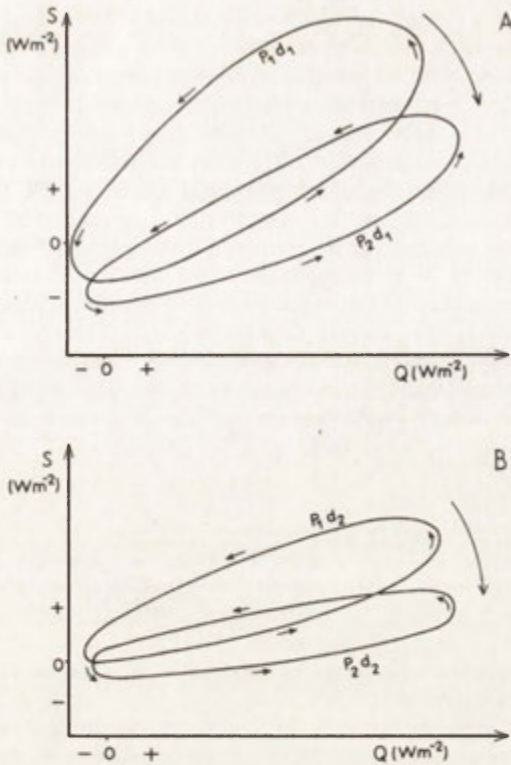 S
(Wm⁻²)
A
P₁d₁
+
0
P₂d₁
−
− 0 +
Q (Wm⁻²)
S
(Wm⁻²)
B
P₁d₂
+
0
P₂d₂
−
− 0 +
Q (Wm⁻²)